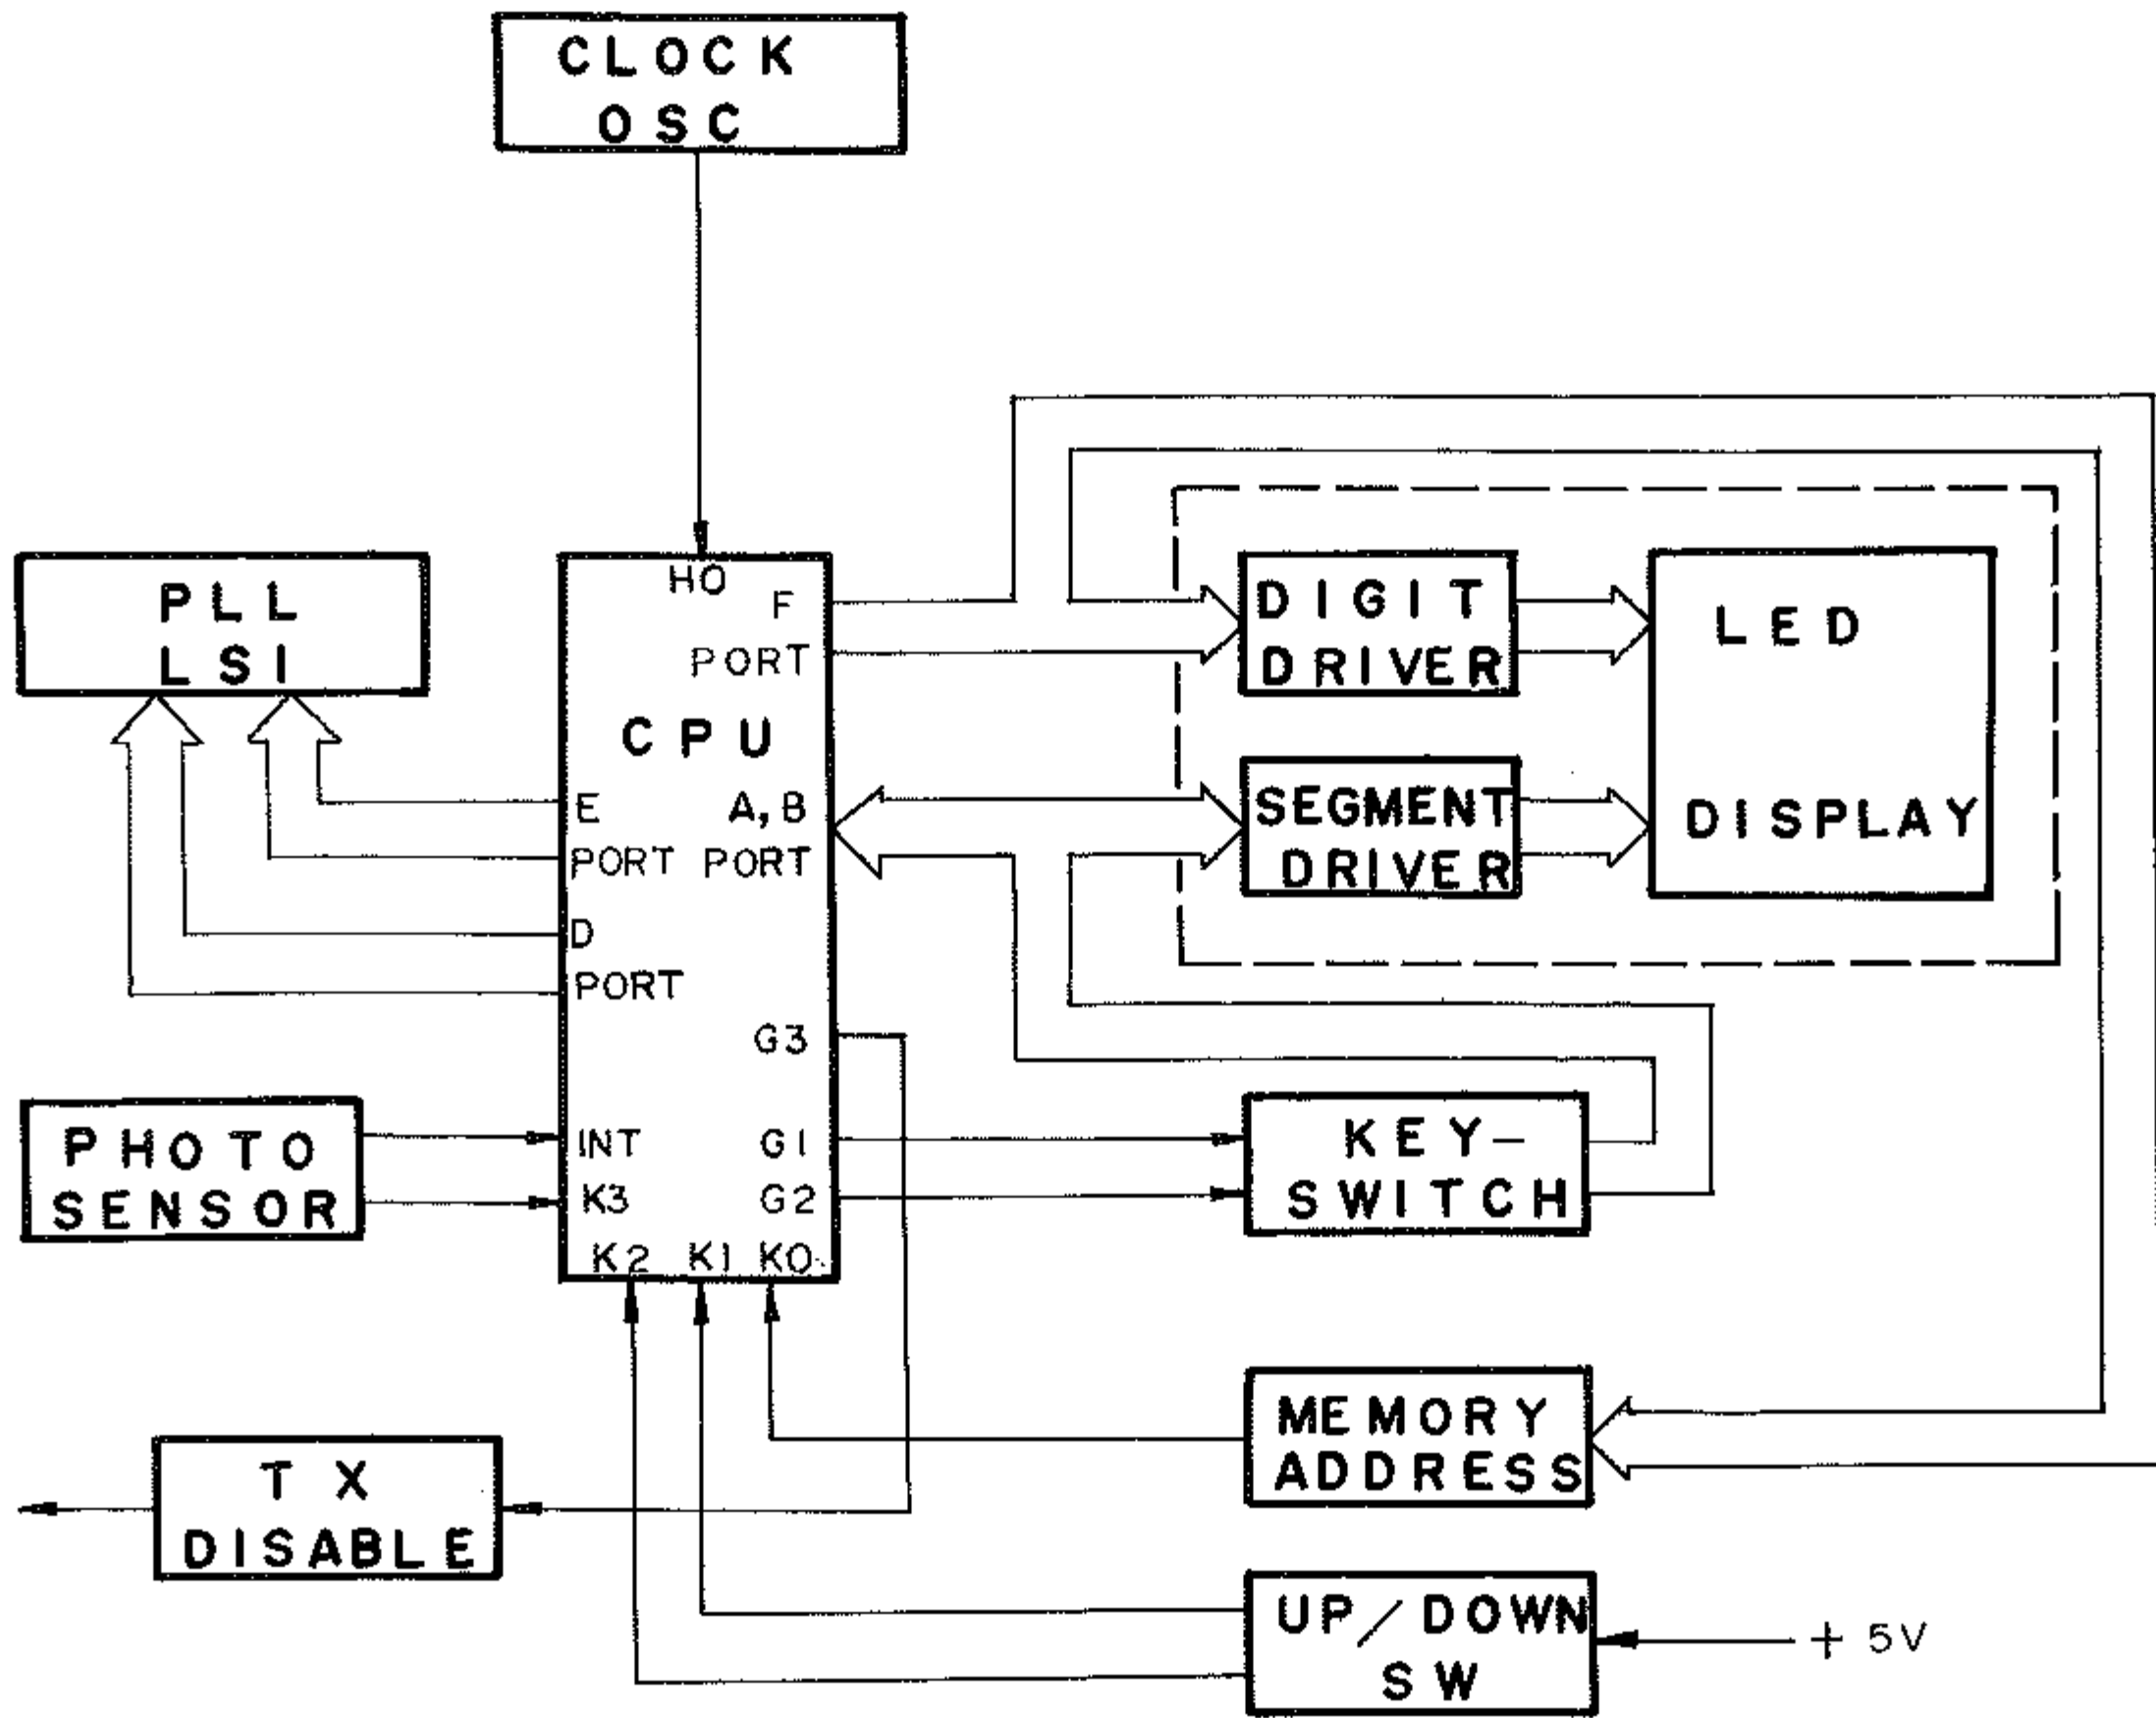 CLOCK
OSC
PLL
LSI
HO
F
PORT
CPU
E
PORT
A, B
PORT
D
PORT
G3
INT
G1
K3
G2
K2 K1 K0
DIGIT
DRIVER
LED
DISPLAY
SEGMENT
DRIVER
PHOTO
SENSOR
KEY-
SWITCH
MEMORY
ADDRESS
TX
DISABLE
UP/DOWN
SW
+ 5V